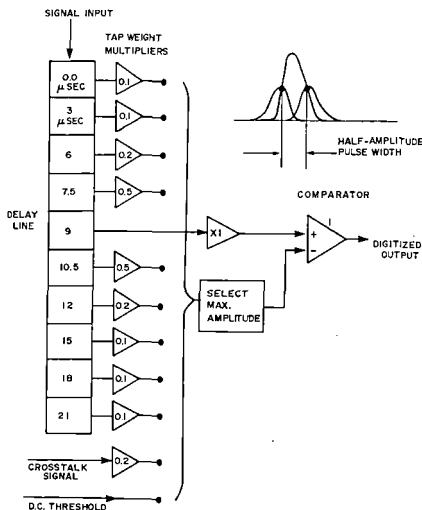 SIGNAL INPUT
TAP WEIGHT
MULTIPLIERS
0.0
μ SEC
0.1
3
μSEC
0.1
6
0.2
7.5
0.5
DELAY
LINE
9
X1
10.5
0.5
12
0.2
15
0.1
18
0.1
21
0.1
CROSSTALK
SIGNAL
0.2
D.C. THRESHOLD
SELECT
MAX.
AMPLITUDE
HALF-AMPLITUDE
PULSE WIDTH
COMPARATOR
1
+
−
DIGITIZED
OUTPUT